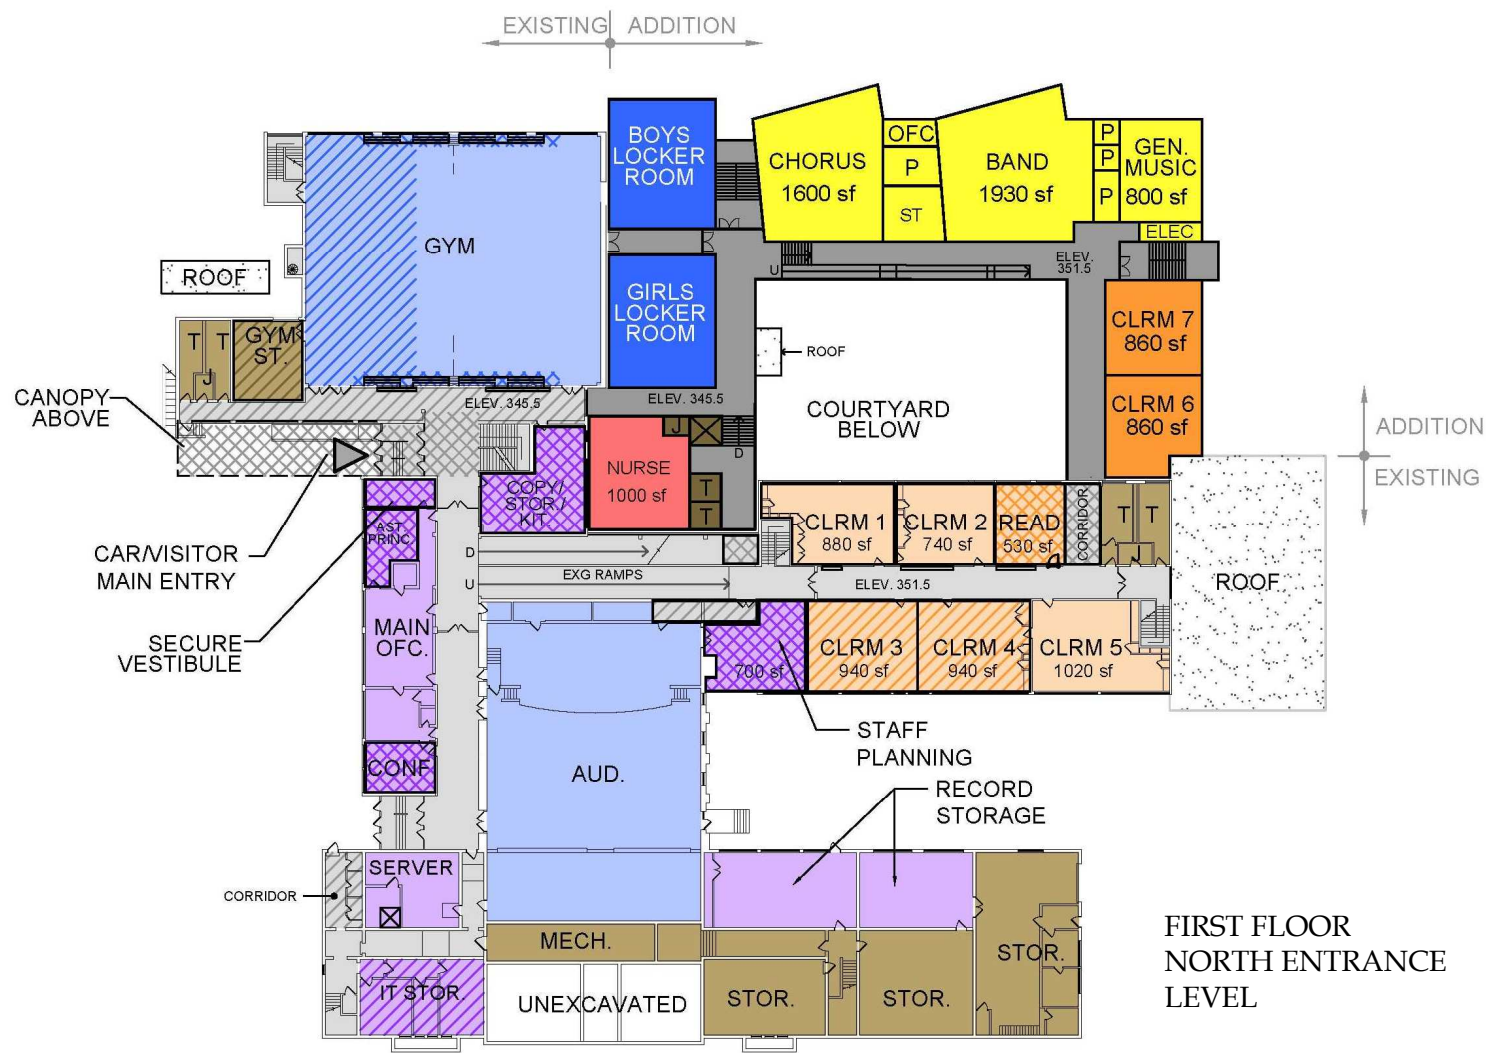 EXISTING ADDITION
BOYS
LOCKER
ROOM
CHORUS
1600 sf
OFC
P
ST
BAND
1930 sf
P
P
P
GEN.
MUSIC
800 sf
ELEC
GYM
ELEV.
351.5
U
ROOF
GIRLS
LOCKER
ROOM
CLRM 7
860 sf
T T
J
GYM
ST.
ROOF
CANOPY
ABOVE
ELEV. 345.5
ELEV. 345.5
COURTYARD
BELOW
CLRM 6
860 sf
ADDITION
EXISTING
J
D
NURSE
1000 sf
T
T
COPY/
STOR./
KIT.
AST.
PRINC.
CLRM 1
880 sf
CLRM 2
740 sf
READ
530 sf
CORRIDOR
T T
J
CAR/VISITOR
MAIN ENTRY
D
U
EXG RAMPS
ELEV. 351.5
ROOF
SECURE
VESTIBULE
MAIN
OFC.
700 sf
CLRM 3
940 sf
CLRM 4
940 sf
CLRM 5
1020 sf
STAFF
PLANNING
CONF
AUD.
RECORD
STORAGE
SERVER
CORRIDOR
MECH.
STOR.
IT STOR.
UNEXCAVATED
STOR.
STOR.
FIRST FLOOR
NORTH ENTRANCE
LEVEL